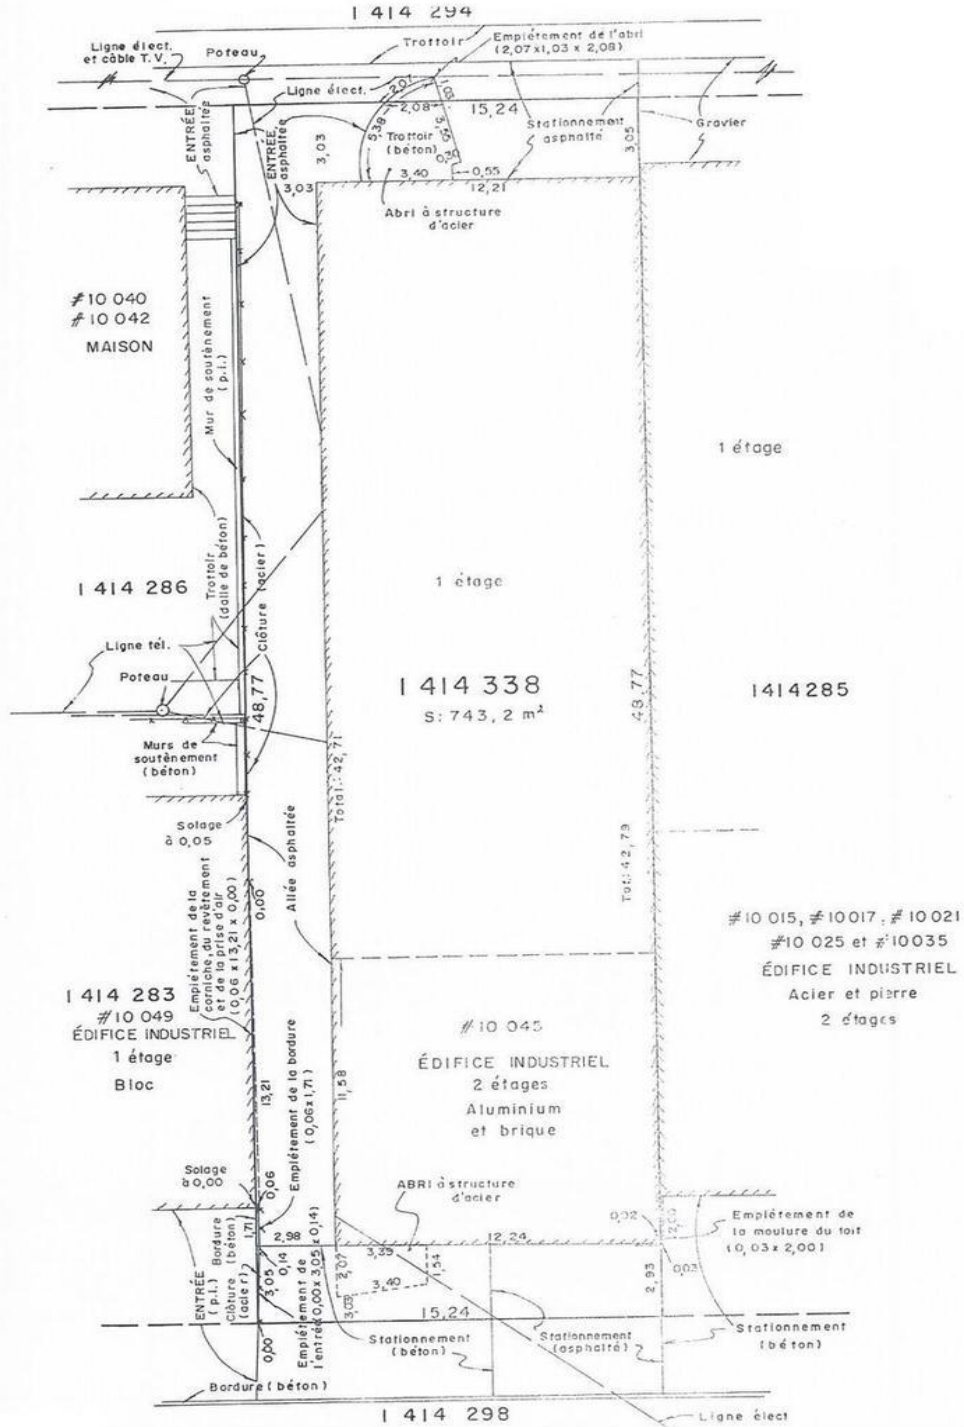 1 414 294
Ligne élect.
et câble T.V.
Poteau
Trottoir
Empiétement de l'abri
(2,07 x 1,03 x 2,08)
Ligne élect.
2,07
1,03
2,08
15,24
ENTRÉE
asphaltée
ENTRÉE
asphaltée
3,03
5,38
Trottoir
(béton)
Stationnement
asphalté
3,05
Gravier
3,03
3,40
0,55
12,21
Abri à structure
d'acier
# 10 040
# 10 042
MAISON
Mur de soutènement
(p.l.)
1 étage
1 414 286
Trottoir
(dalle de béton)
Clôture (acier)
1 étage
Ligne tél.
Poteau
48,77
1 414 338
S: 743,2 m²
48,77
1414285
Murs de
soutènement
(béton)
Total.: 42,71
Solage
à 0,05
Allée asphaltée
Tot.: 42,79
Empiétement de la
corniche, du revêtement
et de la prise d'air
(0,06 x 13,21 x 0,00)
0,00
# 10 015, # 10017, # 10 021
# 10 025 et # 10035
ÉDIFICE INDUSTRIEL
Acier et pierre
2 étages
1 414 283
# 10 049
ÉDIFICE INDUSTRIEL
1 étage
Bloc
# 10 045
ÉDIFICE INDUSTRIEL
2 étages
Aluminium
et brique
11,58
13,21
Empiétement de la bordure
(0,06 x 1,71)
Solage
à 0,00
0,06
ABRI à structure
d'acier
Empiétement de
la moulure du toit
(0,03 x 2,00)
0,02
2,00
1,71
Bordure
(béton)
2,98
12,24
0,03
0,14
3,39
1,54
2,07
3,40
3,03
2,93
ENTRÉE
(p.l.)
Clôture
(acier)
3,05
Empiétement de
l'entrée (0,00 x 3,05 x 0,14)
15,24
0,00
Stationnement
(béton)
Stationnement
(asphalté)
Stationnement
(béton)
Bordure (béton)
1 414 298
Ligne élect